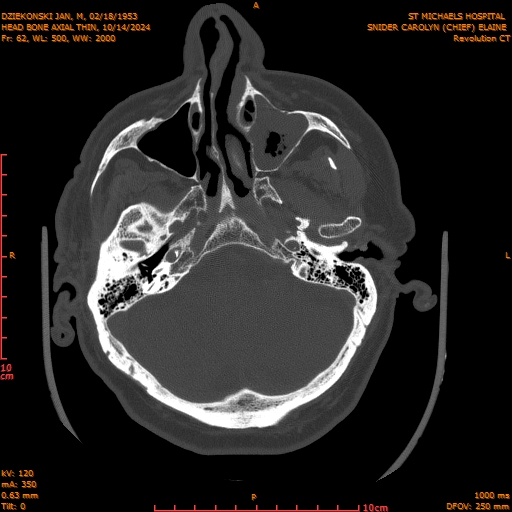 DZIEKONSKI JAN, M, 02/18/1953
HEAD BONE AXIAL THIN, 10/14/2024
Fr: 62, WL: 500, WW: 2000
ST MICHAELS HOSPITAL
SNIDER CAROLYN (CHIEF) ELAINE
Revolution CT
A
R
L
10
cm
P
10cm
kV: 120
mA: 350
0.63 mm
Tilt: 0
1000 ms
DFOV: 250 mm